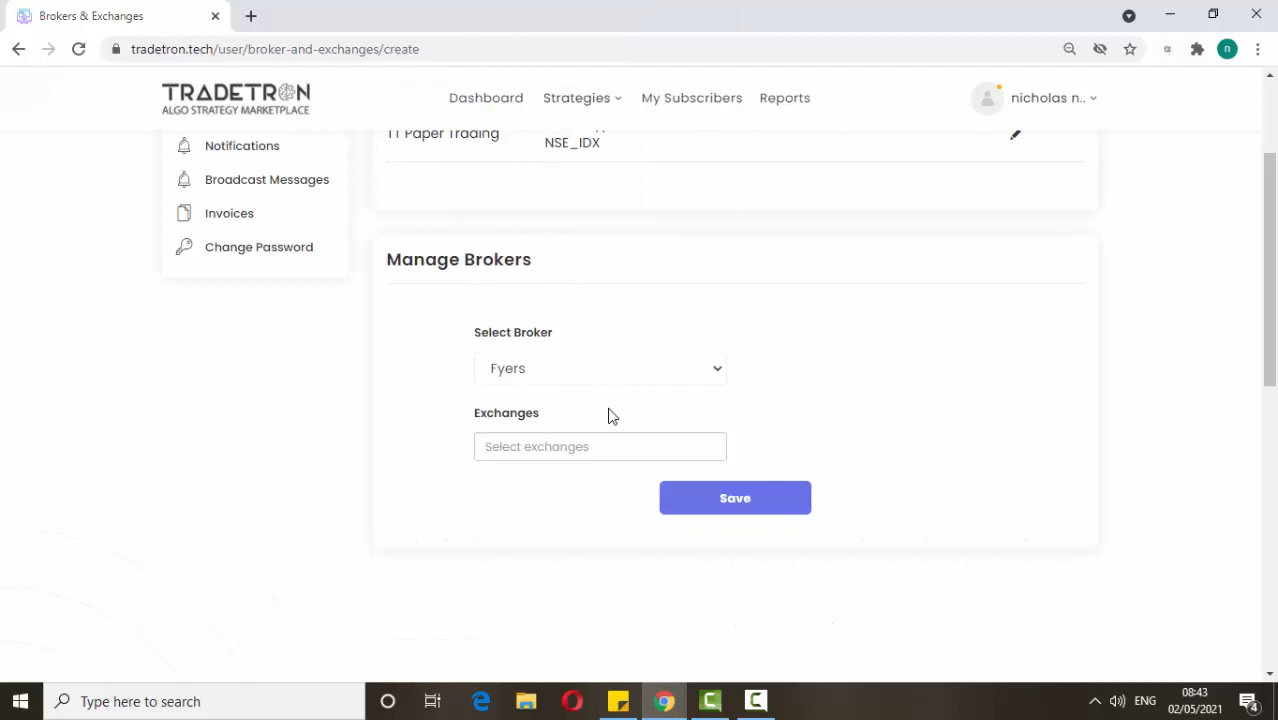 Brokers & Exchanges
tradetron.tech/user/broker-and-exchanges/create
n
TRADETRON
ALGO STRATEGY MARKETPLACE
Dashboard
Strategies
My Subscribers
Reports
nicholas n..
Notifications
Broadcast Messages
Invoices
Change Password
TT Paper Trading
NSE_IDX
Manage Brokers
Select Broker
Fyers
Exchanges
Select exchanges
Save
Type here to search
ENG
08:43
02/05/2021
4